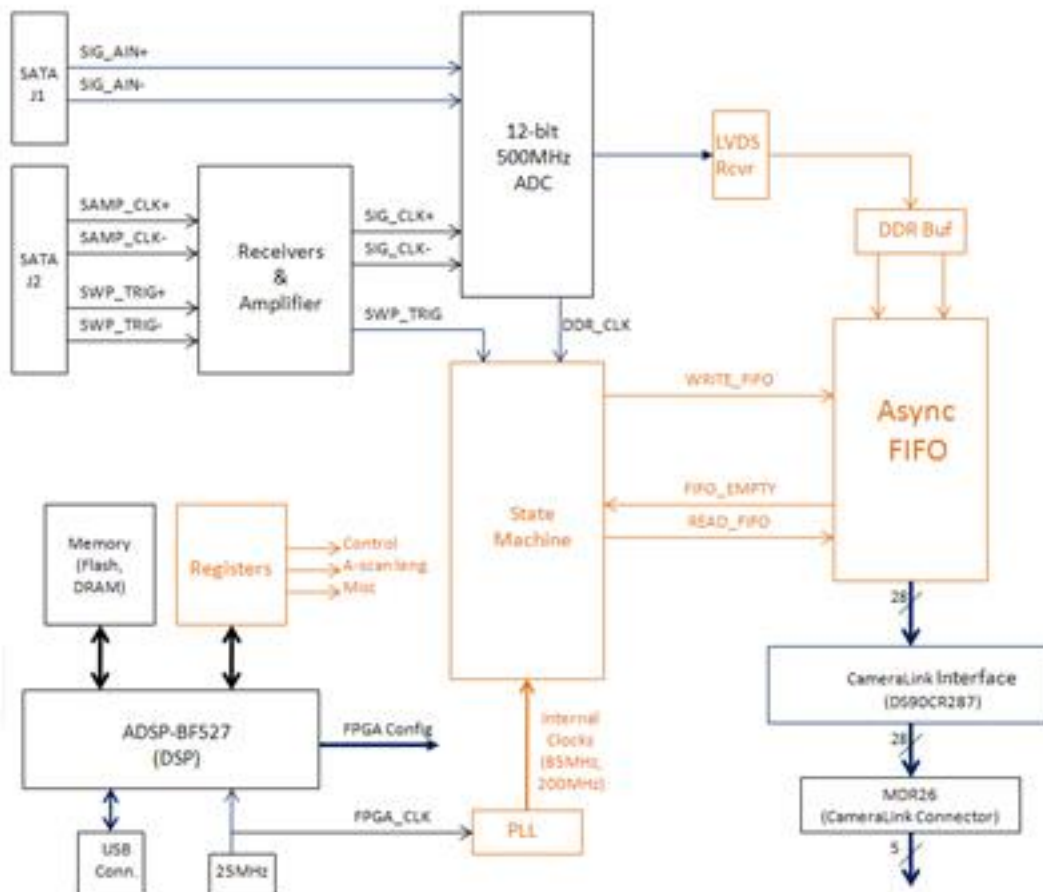 SATA
J1
SIG_AIN+
SIG_AIN-
12-bit
500MHz
ADC
LVDS
Rcvr
DDR Buf
SATA
J2
SAMP_CLK+
SAMP_CLK-
SWP_TRIG+
SWP_TRIG-
Receivers
&
Amplifier
SIG_CLK+
SIG_CLK-
SWP_TRIG
DDR_CLK
WRITE_FIFO
Async
FIFO
FIFO_EMPTY
READ_FIFO
State
Machine
Memory
(Flash,
DRAM)
Registers
Control
A-scan leng
Misc
28
CameraLink Interface
(DS90CR287)
28
MDR26
(CameraLink Connector)
5
ADSP-BF527
(DSP)
FPGA Config
Internal
Clocks
(85MHz,
200MHz)
FPGA_CLK
PLL
USB
Conn.
25MHz